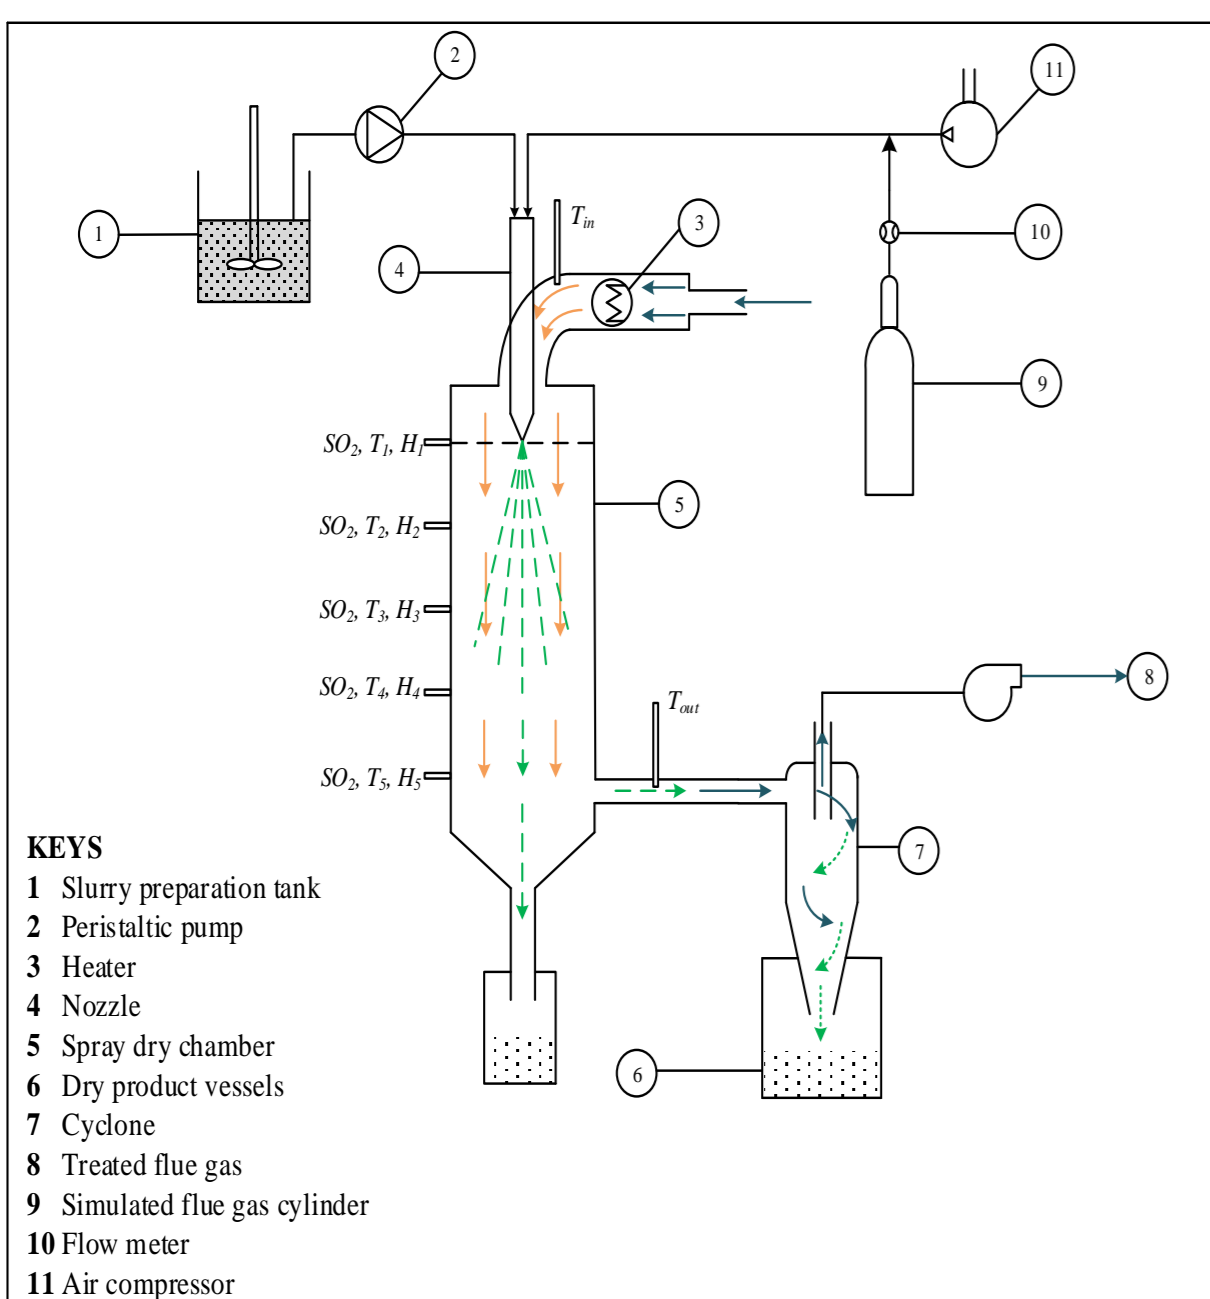 2
11
1
T_in
3
4
10
9
SO₂, T₁, H₁
5
SO₂, T₂, H₂
SO₂, T₃, H₃
SO₂, T₄, H₄
T_out
8
SO₂, T₅, H₅
7
6
KEYS
1 Slurry preparation tank
2 Peristaltic pump
3 Heater
4 Nozzle
5 Spray dry chamber
6 Dry product vessels
7 Cyclone
8 Treated flue gas
9 Simulated flue gas cylinder
10 Flow meter
11 Air compressor